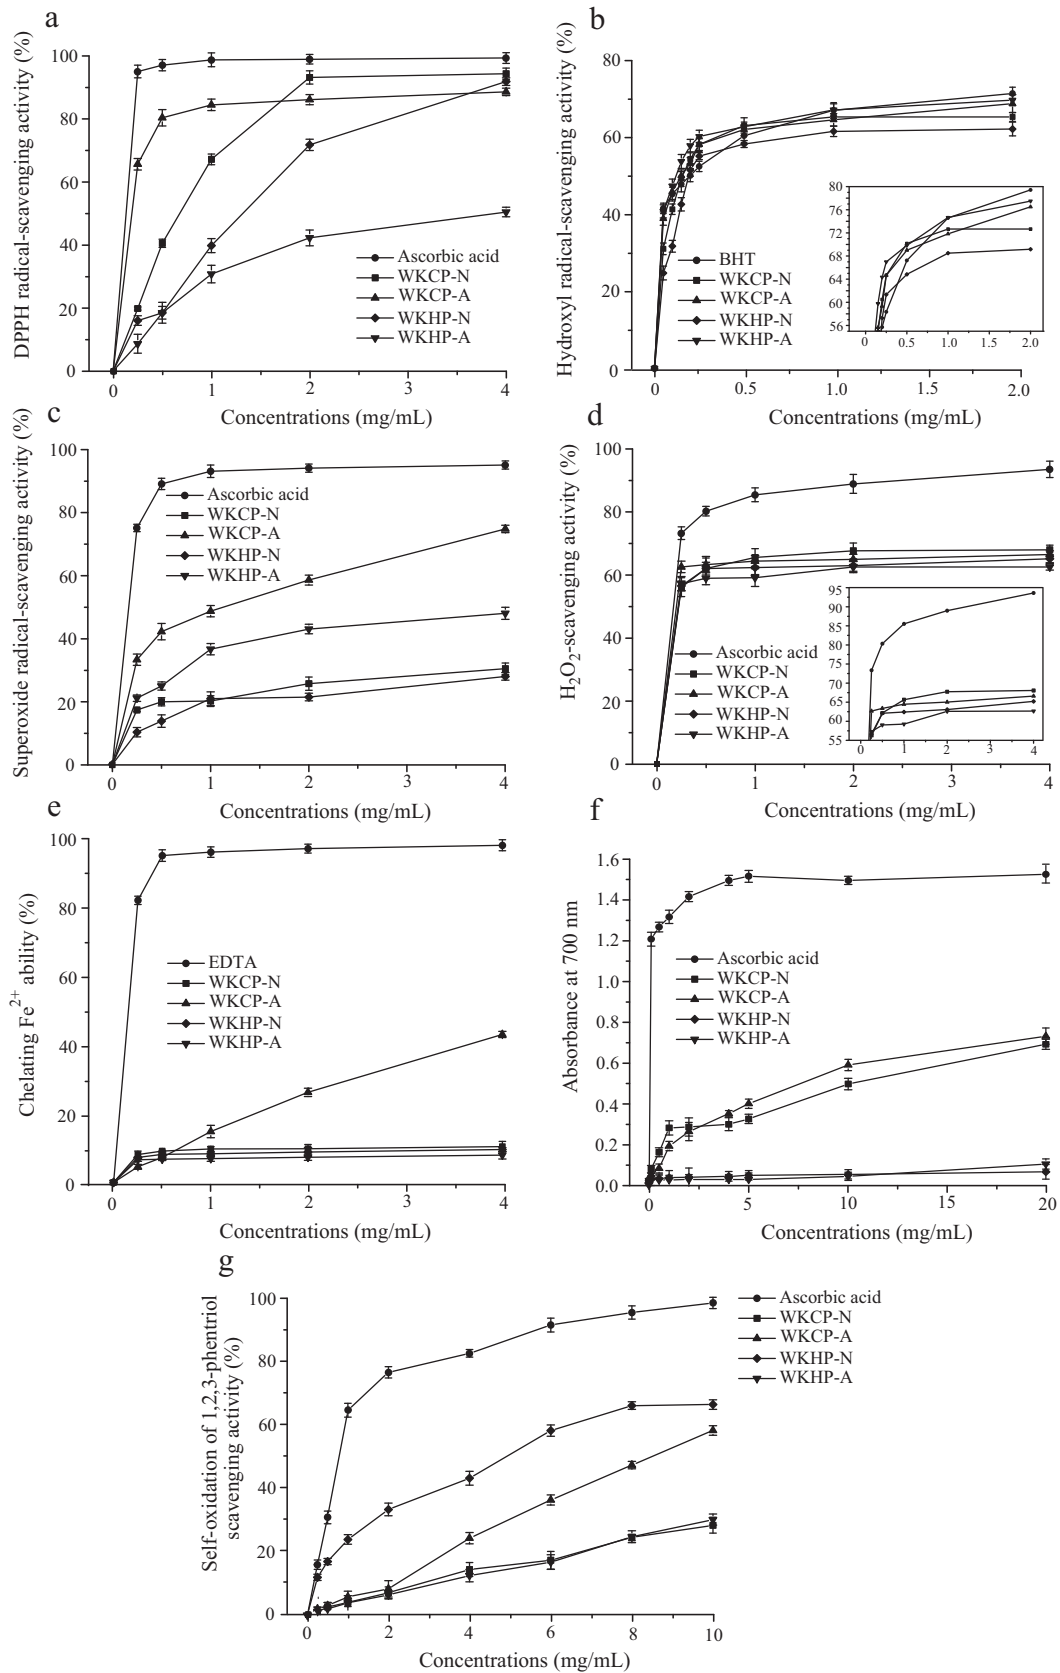 a
DPPH radical-scavenging activity (%)
100
80
60
40
20
0
Ascorbic acid
WKCP-N
WKCP-A
WKHP-N
WKHP-A
0 1 2 3 4
Concentrations (mg/mL)
b
Hydroxyl radical-scavenging activity (%)
80
60
40
20
0
BHT
WKCP-N
WKCP-A
WKHP-N
WKHP-A
80
76
72
68
64
60
56
0 0.5 1.0 1.5 2.0
0 0.5 1.0 1.5 2.0
Concentrations (mg/mL)
c
Superoxide radical-scavenging activity (%)
100
80
60
40
20
0
Ascorbic acid
WKCP-N
WKCP-A
WKHP-N
WKHP-A
0 1 2 3 4
Concentrations (mg/mL)
d
H2O2-scavenging activity (%)
100
80
60
40
20
0
Ascorbic acid
WKCP-N
WKCP-A
WKHP-N
WKHP-A
95
90
85
80
75
70
65
60
55
0 1 2 3 4
0 1 2 3 4
Concentrations (mg/mL)
e
Chelating Fe2+ ability (%)
100
80
60
40
20
0
EDTA
WKCP-N
WKCP-A
WKHP-N
WKHP-A
0 1 2 3 4
Concentrations (mg/mL)
f
Absorbance at 700 nm
1.6
1.4
1.2
1.0
0.8
0.6
0.4
0.2
0.0
Ascorbic acid
WKCP-N
WKCP-A
WKHP-N
WKHP-A
0 5 10 15 20
Concentrations (mg/mL)
g
Self-oxidation of 1,2,3-phentriol
scavenging activity (%)
100
80
60
40
20
0
Ascorbic acid
WKCP-N
WKCP-A
WKHP-N
WKHP-A
0 2 4 6 8 10
Concentrations (mg/mL)